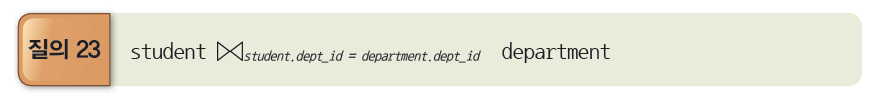 질의 23 student ⋈student.dept_id = department.dept_id department